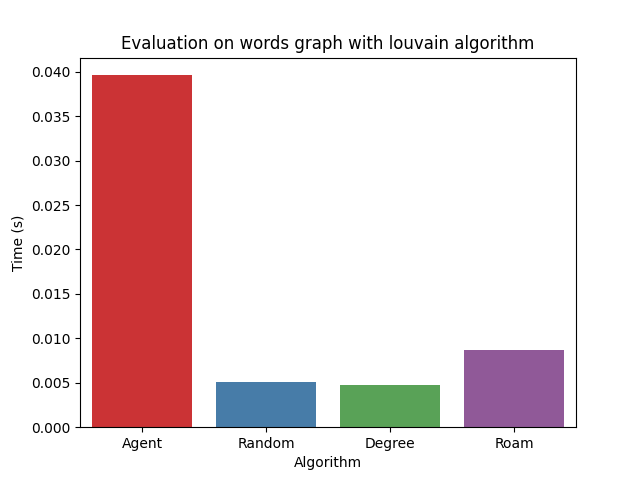 Evaluation on words graph with louvain algorithm
0.040
0.035
0.030
0.025
0.020
0.015
0.010
0.005
0.000
Time (s)
Agent Random Degree Roam
Algorithm